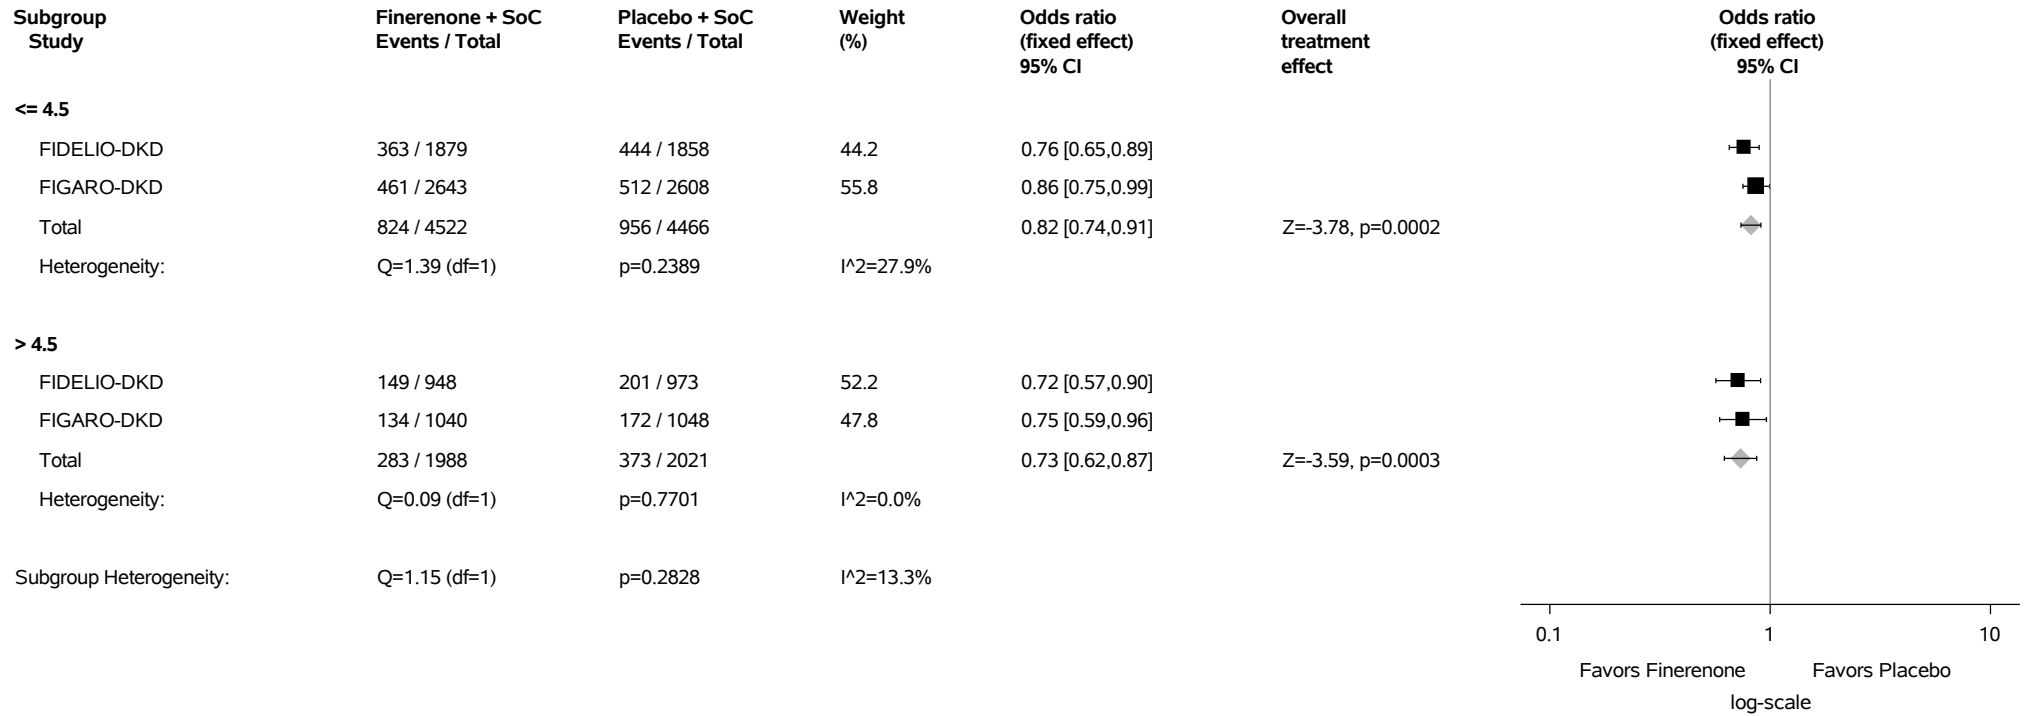 Subgroup Finerenone + SoC Placebo + SoC Weight Odds ratio Overall Odds ratio
Study Events / Total Events / Total (%) (fixed effect) treatment (fixed effect)
95% CI effect 95% CI
<= 4.5
FIDELIO-DKD 363 / 1879 444 / 1858 44.2 0.76 [0.65,0.89]
FIGARO-DKD 461 / 2643 512 / 2608 55.8 0.86 [0.75,0.99]
Total 824 / 4522 956 / 4466 0.82 [0.74,0.91] Z=-3.78, p=0.0002
Heterogeneity: Q=1.39 (df=1) p=0.2389 I^2=27.9%
> 4.5
FIDELIO-DKD 149 / 948 201 / 973 52.2 0.72 [0.57,0.90]
FIGARO-DKD 134 / 1040 172 / 1048 47.8 0.75 [0.59,0.96]
Total 283 / 1988 373 / 2021 0.73 [0.62,0.87] Z=-3.59, p=0.0003
Heterogeneity: Q=0.09 (df=1) p=0.7701 I^2=0.0%
Subgroup Heterogeneity: Q=1.15 (df=1) p=0.2828 I^2=13.3%
0.1 1 10
Favors Finerenone Favors Placebo
log-scale